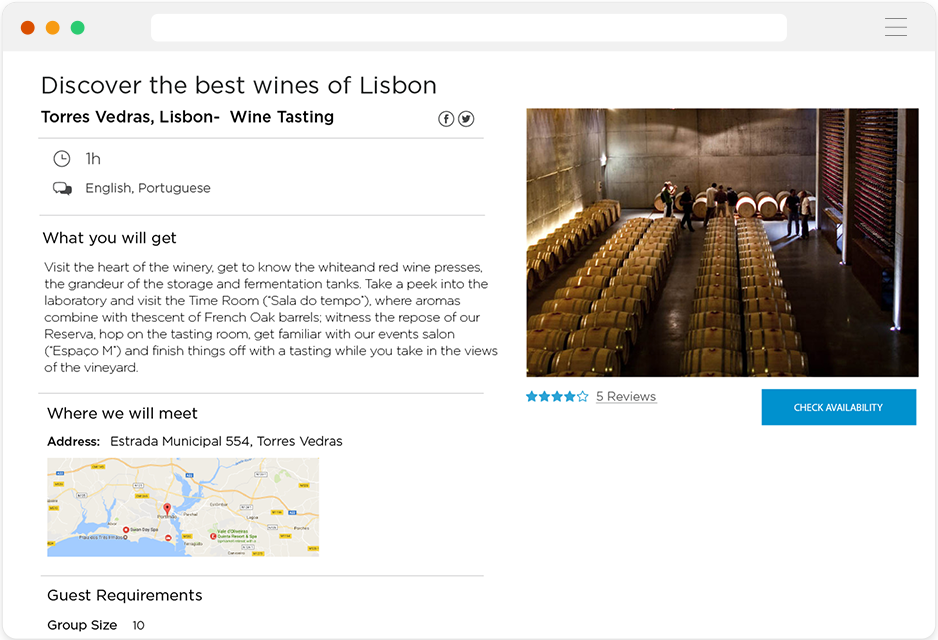 Discover the best wines of Lisbon
Torres Vedras, Lisbon-  Wine Tasting
1h
English, Portuguese
What you will get
Visit the heart of the winery, get to know the whiteand red wine presses,
the grandeur of the storage and fermentation tanks. Take a peek into the
laboratory and visit the Time Room ("Sala do tempo"), where aromas
combine with thescent of French Oak barrels; witness the repose of our
Reserva, hop on the tasting room, get familiar with our events salon
("Espaço M") and finish things off with a tasting while you take in the views
of the vineyard.
5 Reviews
CHECK AVAILABILITY
Where we will meet
Address: Estrada Municipal 554, Torres Vedras
Portimão
Parchal
Lagoa
Guest Requirements
Group Size 10